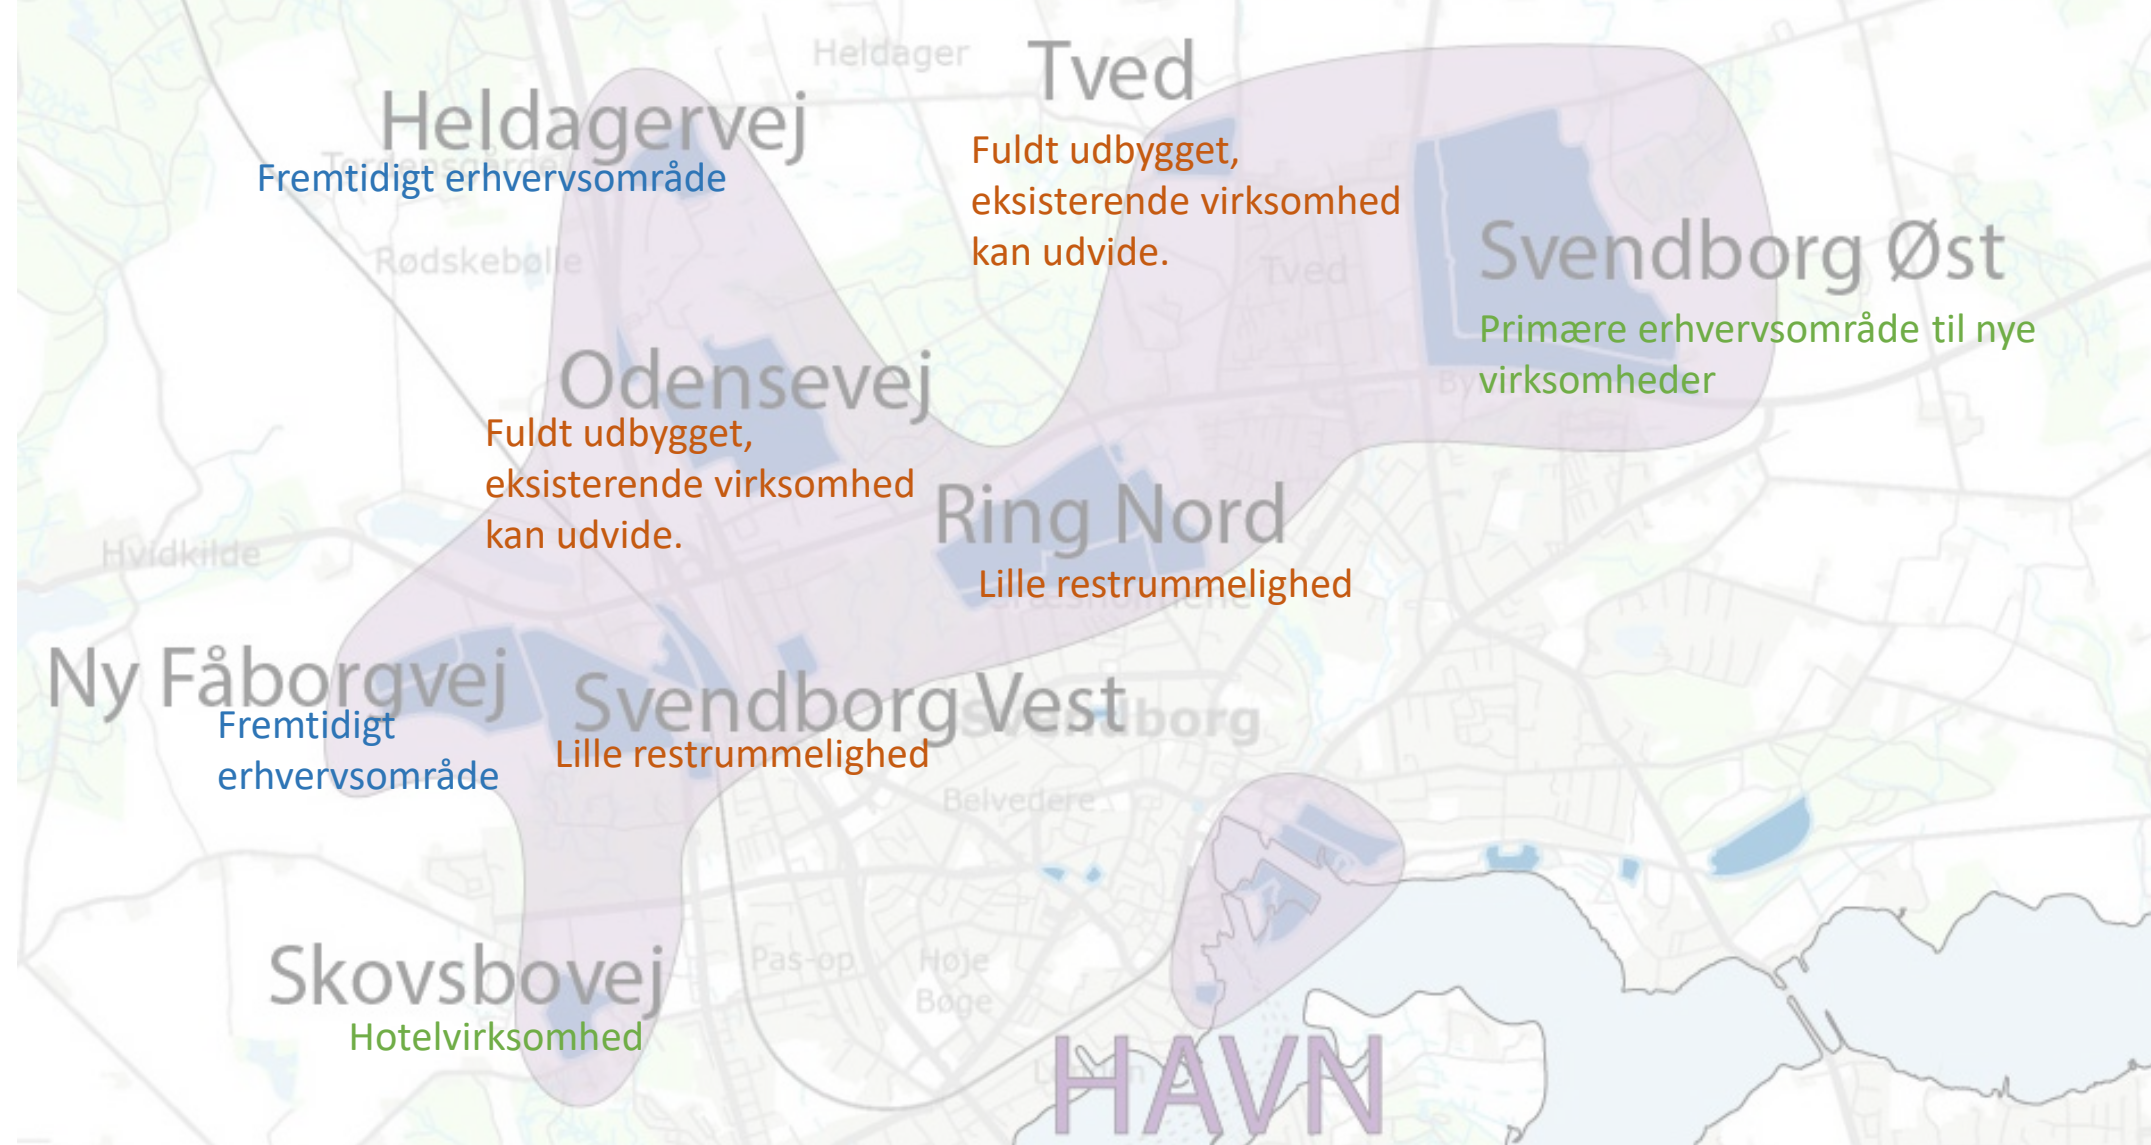 Heldager
Tved
Heldagervej
Fremtidigt erhvervsområde
Fuldt udbygget,
eksisterende virksomhed
kan udvide.
Rødskebølle
Tved
Svendborg Øst
Primære erhvervsområde til nye
virksomheder
Odensevej
Fuldt udbygget,
eksisterende virksomhed
kan udvide.
Ring Nord
Lille restrummelighed
Hvidkilde
Ny Fåborgvej
Fremtidigt
erhvervsområde
Svendborg Vest
Lille restrummelighed
Svendborg
Belvedere
Skovsbovej
Hotelvirksomhed
Pas-op
Høje
Bøge
HAVN